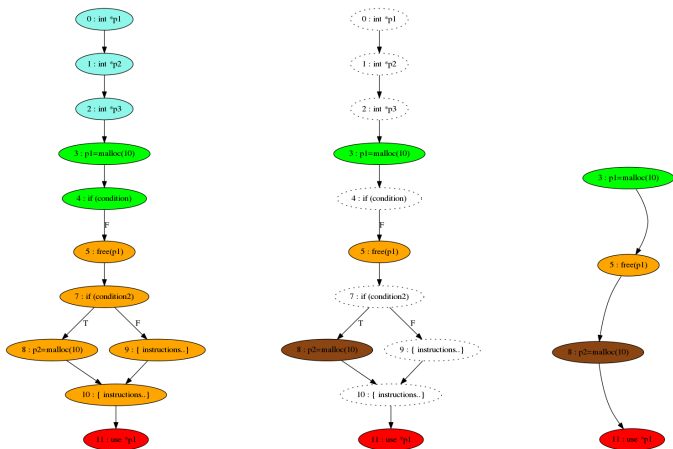 0 : int *p1
1 : int *p2
2 : int *p3
3 : p1=malloc(10)
4 : if (condition)
F
5 : free(p1)
7 : if (condition2)
T
F
8 : p2=malloc(10)
9 : { instructions..}
10 : { instructions..}
11 : use *p1
0 : int *p1
1 : int *p2
2 : int *p3
3 : p1=malloc(10)
4 : if (condition)
F
5 : free(p1)
7 : if (condition2)
T
F
8 : p2=malloc(10)
9 : { instructions..}
10 : { instructions..}
11 : use *p1
3 : p1=malloc(10)
5 : free(p1)
8 : p2=malloc(10)
11 : use *p1